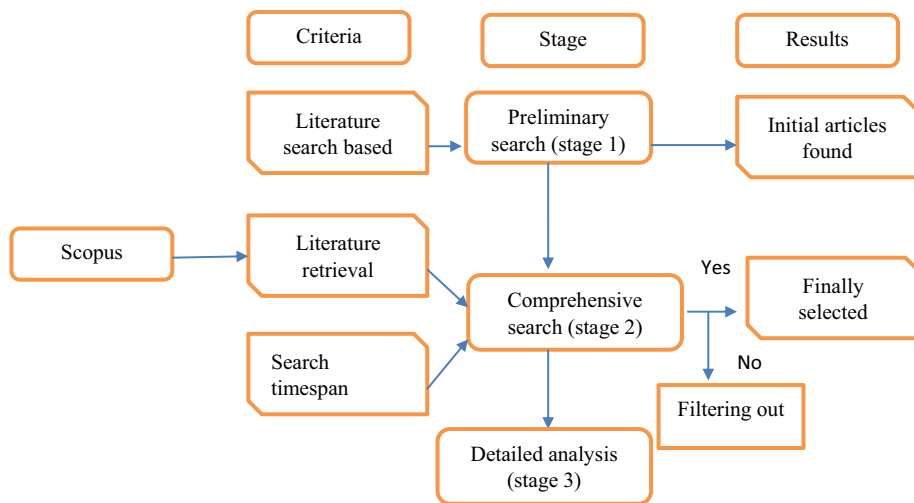 Criteria
Stage
Results
Literature
search based
Preliminary
search (stage 1)
Initial articles
found
Scopus
Literature
retrieval
Comprehensive
search (stage 2)
Yes
Finally
selected
Search
timespan
No
Filtering out
Detailed analysis
(stage 3)